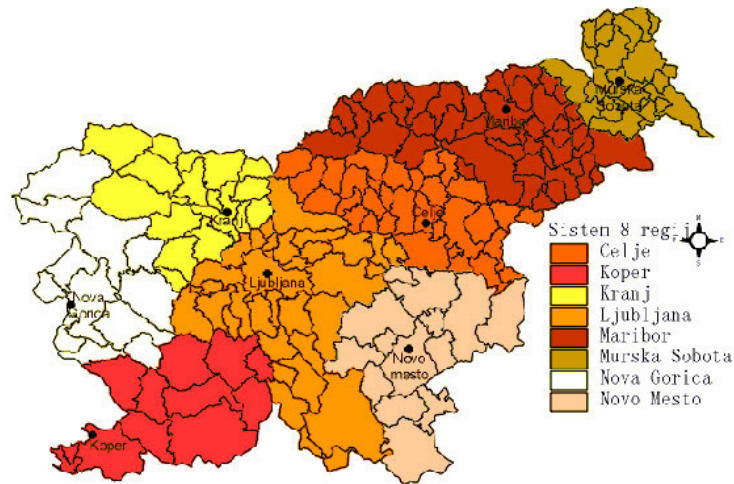 Murska
Sobota
Maribor
Kranj
Celje
Ljubljana
Nova
Gorica
Novo
mesto
Koper
Sistem 8 regij
N
E
S
Celje
Koper
Kranj
Ljubljana
Maribor
Murska Sobota
Nova Gorica
Novo Mesto